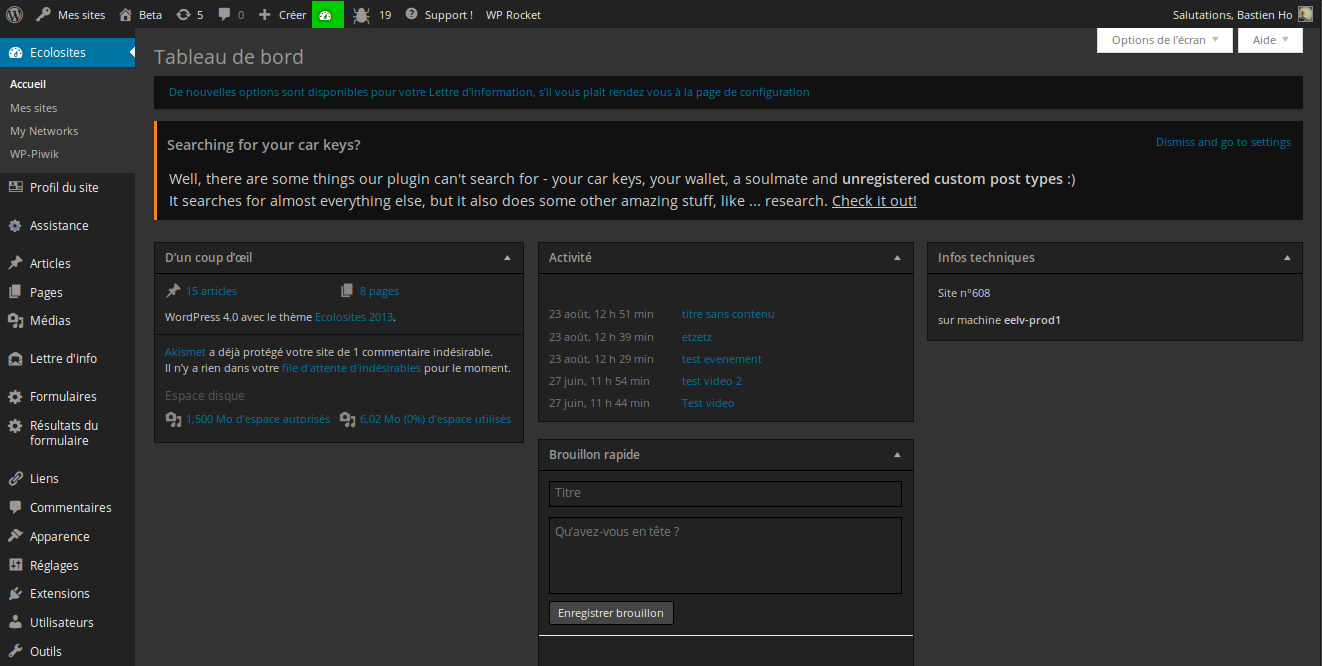 Mes sites Beta 5 0 Créer 19 Support ! WP Rocket Salutations, Bastien Ho
Options de l'écran Aide
Ecolosites
Accueil
Mes sites
My Networks
WP-Piwik
Profil du site
Assistance
Articles
Pages
Médias
Lettre d'info
Formulaires
Résultats du
formulaire
Liens
Commentaires
Apparence
Réglages
Extensions
Utilisateurs
Outils
Tableau de bord
De nouvelles options sont disponibles pour votre Lettre d'information, s'il vous plait rendez vous à la page de configuration
Searching for your car keys?
Dismiss and go to settings
Well, there are some things our plugin can't search for - your car keys, your wallet, a soulmate and unregistered custom post types :)
It searches for almost everything else, but it also does some other amazing stuff, like ... research. Check it out!
D'un coup d'œil
15 articles 8 pages
WordPress 4.0 avec le thème Ecolosites 2013.
Akismet a déjà protégé votre site de 1 commentaire indésirable.
Il n'y a rien dans votre file d'attente d'indésirables pour le moment.
Espace disque
1,500 Mo d'espace autorisés 6,02 Mo (0%) d'espace utilisés
Activité
23 août, 12 h 51 min titre sans contenu
23 août, 12 h 39 min etzetz
23 août, 12 h 29 min test evenement
27 juin, 11 h 54 min test video 2
27 juin, 11 h 44 min Test video
Brouillon rapide
Titre
Qu'avez-vous en tête ?
Enregistrer brouillon
Infos techniques
Site n°608
sur machine eelv-prod1